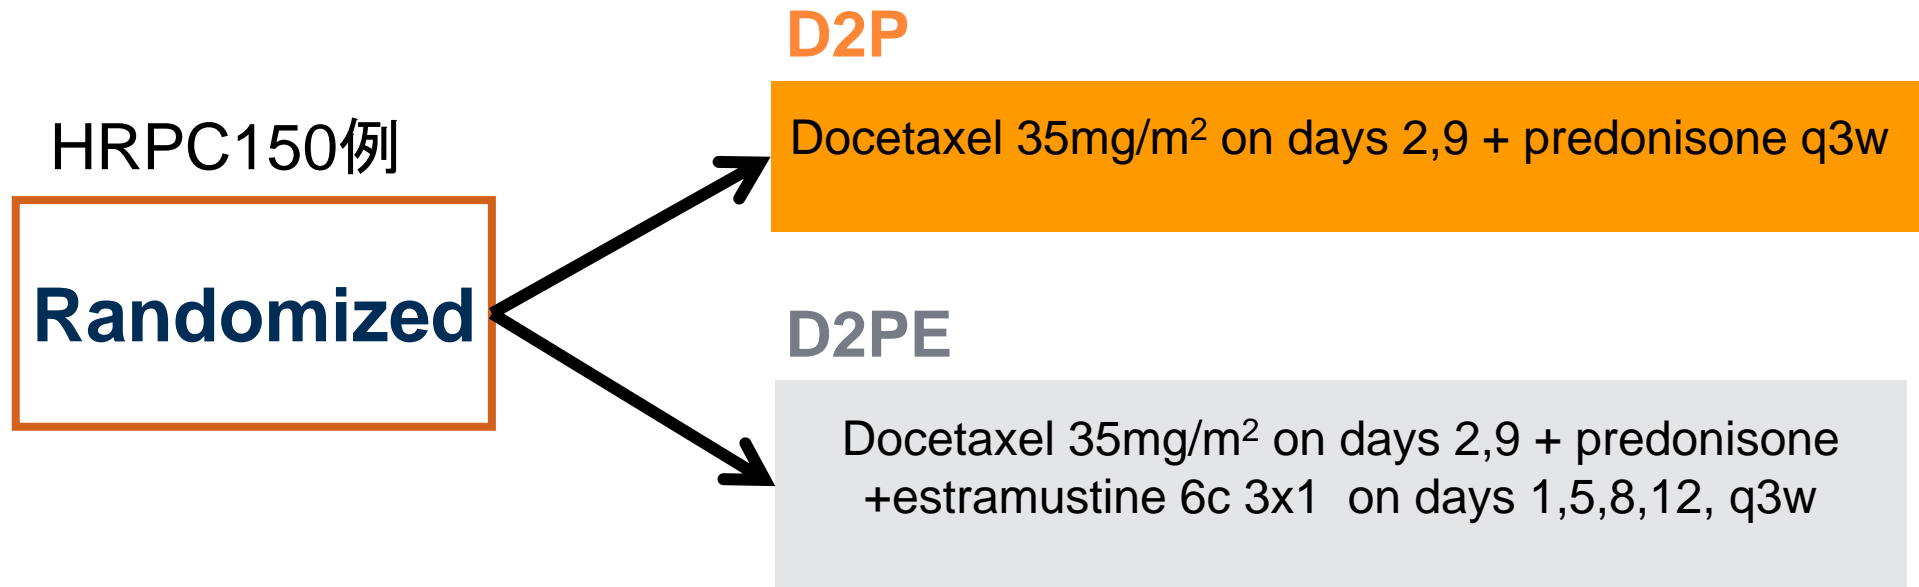 HRPC150例
Randomized
D2P
Docetaxel 35mg/m² on days 2,9 + predonisone q3w
D2PE
Docetaxel 35mg/m² on days 2,9 + predonisone
+estramustine 6c 3x1 on days 1,5,8,12, q3w